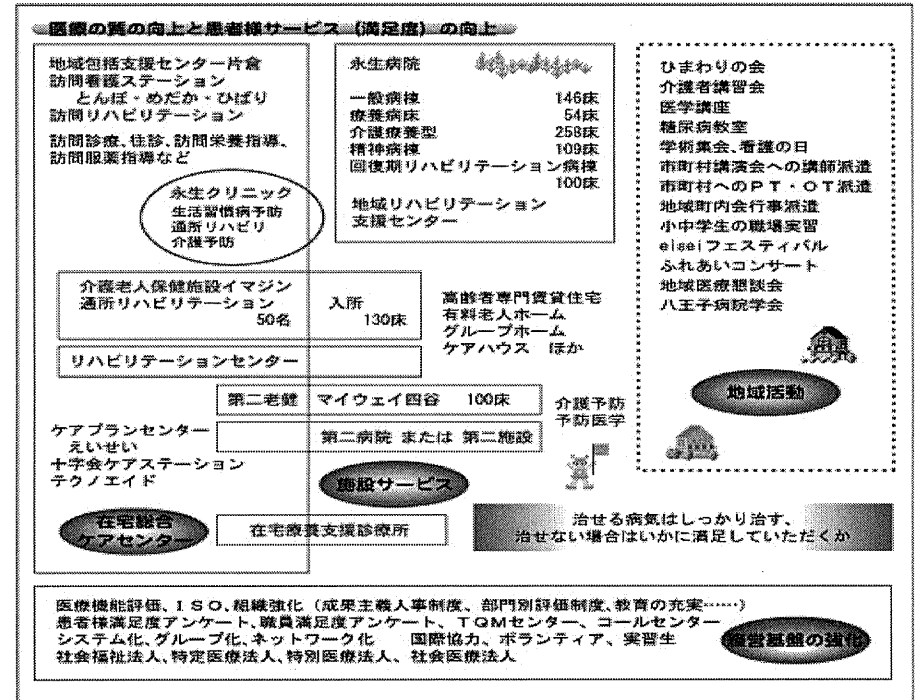 医療の質の向上と患者様サービス（満足度）の向上
地域包括支援センター片倉
訪問看護ステーション
とんぼ・めだか・ひばり
訪問リハビリテーション
訪問診療、往診、訪問栄養指導、
訪問服薬指導など
永生クリニック
生活習慣病予防
通所リハビリ
介護予防
永生病院
一般病棟 146床
療養病床 54床
介護療養型 258床
精神病棟 109床
回復期リハビリテーション病棟
100床
地域リハビリテーション
支援センター
介護老人保健施設イマジン
通所リハビリテーション 入所
50名 130床
リハビリテーションセンター
高齢者専門賃貸住宅
有料老人ホーム
グループホーム
ケアハウス ほか
第二老健 マイウェイ四谷 100床
第二病院 または 第二施設
介護予防
予防医学
ケアプランセンター
えいせい
十字会ケアステーション
テクノエイド
施設サービス
在宅総合
ケアセンター
在宅療養支援診療所
ひまわりの会
介護者講習会
医学講座
糖尿病教室
学術集会、看護の日
市町村講演会への講師派遣
市町村へのＰＴ・ＯＴ派遣
地域町内会行事派遣
小中学生の職場実習
eiseiフェスティバル
ふれあいコンサート
地域医療懇談会
八王子病院学会
地域活動
治せる病気はしっかり治す、
治せない場合はいかに満足していただくか
医療機能評価、ＩＳＯ、組織強化（成果主義人事制度、部門別評価制度、教育の充実……）
患者様満足度アンケート、職員満足度アンケート、ＴＱＭセンター、コールセンター
システム化、グループ化、ネットワーク化 国際協力、ボランティア、実習生
社会福祉法人、特定医療法人、特別医療法人、社会医療法人
経営基盤の強化